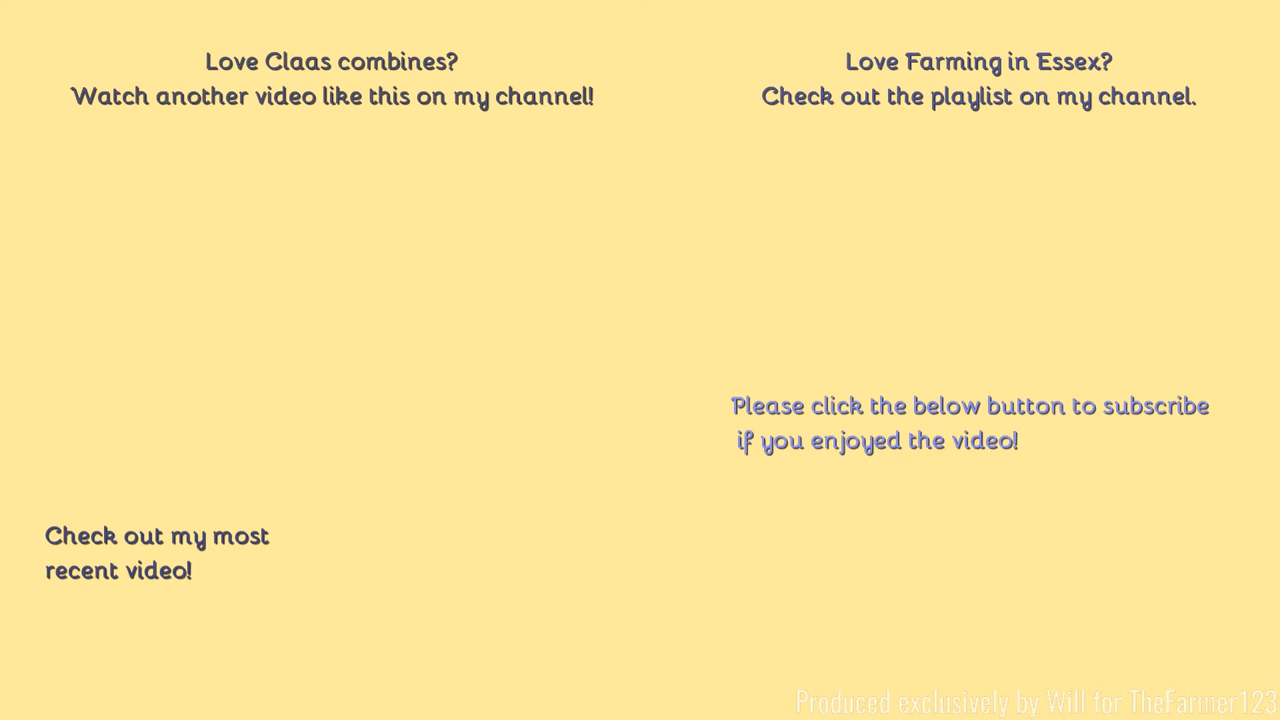 Love Claas combines?
Watch another video like this on my channel!
Love Farming in Essex?
Check out the playlist on my channel.
Please click the below button to subscribe
if you enjoyed the video!
Check out my most
recent video!
Produced exclusively by Will for TheFarmer123